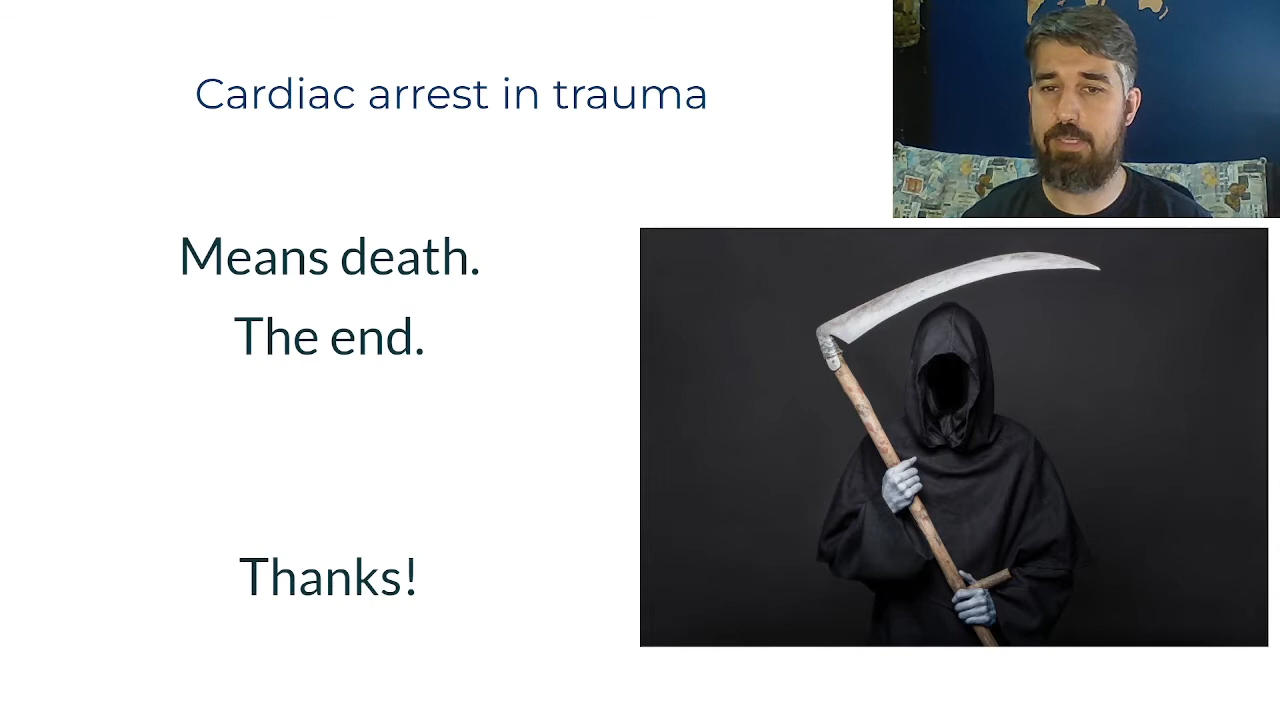 Cardiac arrest in trauma
Means death.
The end.
Thanks!